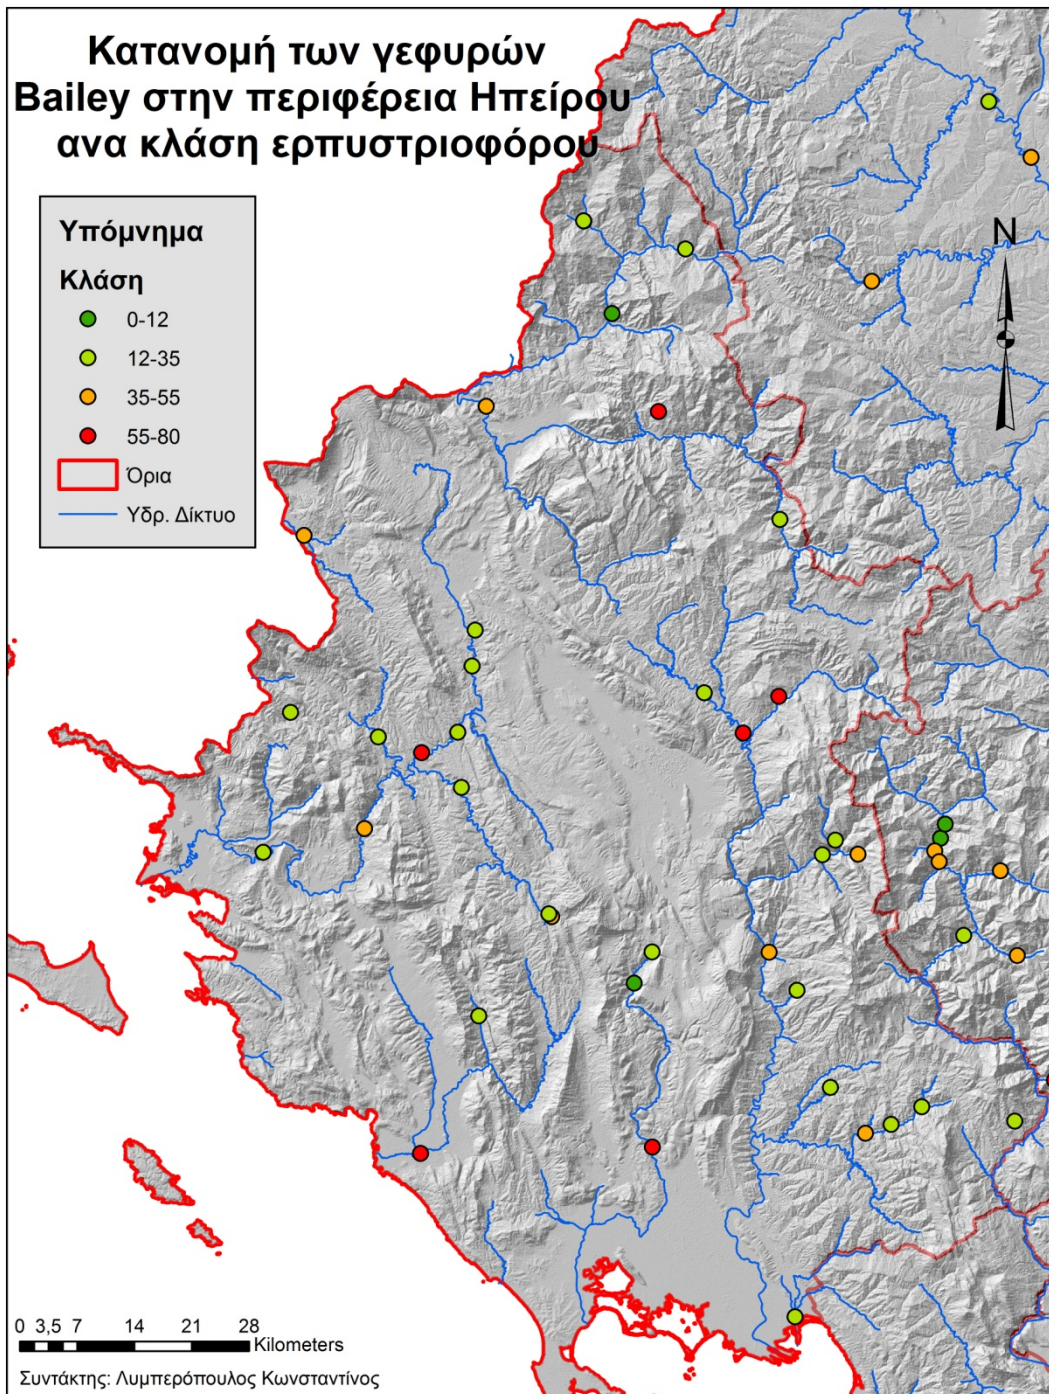 Κατανομή των γεφυρών
Bailey στην περιφέρεια Ηπείρου
ανα κλάση ερπυστριοφόρου
Υπόμνημα
Κλάση
0-12
12-35
35-55
55-80
Όρια
Υδρ. Δίκτυο
N
0 3,5 7 14 21 28
Kilometers
Συντάκτης: Λυμπερόπουλος Κωνσταντίνος